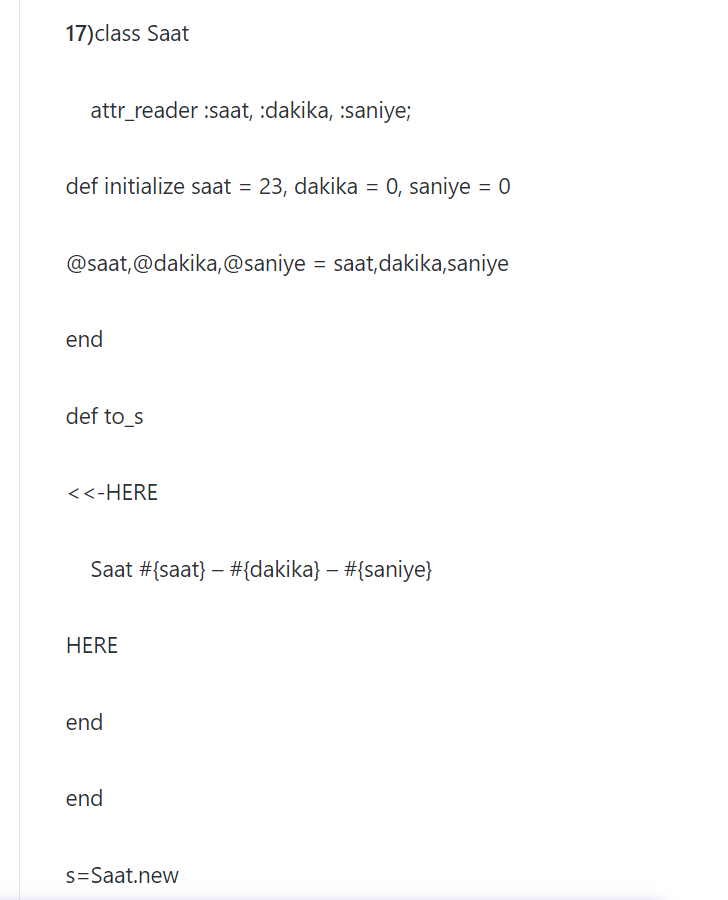 17)class Saat
attr_reader :saat, :dakika, :saniye;
def initialize saat = 23, dakika = 0, saniye = 0
@saat,@dakika,@saniye = saat,dakika,saniye
end
def to_s
<<-HERE
Saat #{saat} – #{dakika} – #{saniye}
HERE
end
end
s=Saat.new